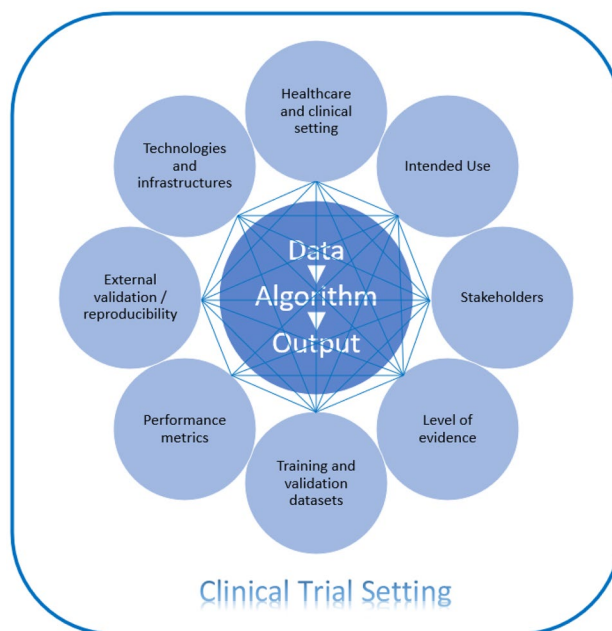 Healthcare
and clinical
setting
Intended Use
Stakeholders
Level of
evidence
Training and
validation
datasets
Performance
metrics
External
validation /
reproducibility
Technologies
and
infrastructures
Data
Algorithm
Output
Clinical Trial Setting